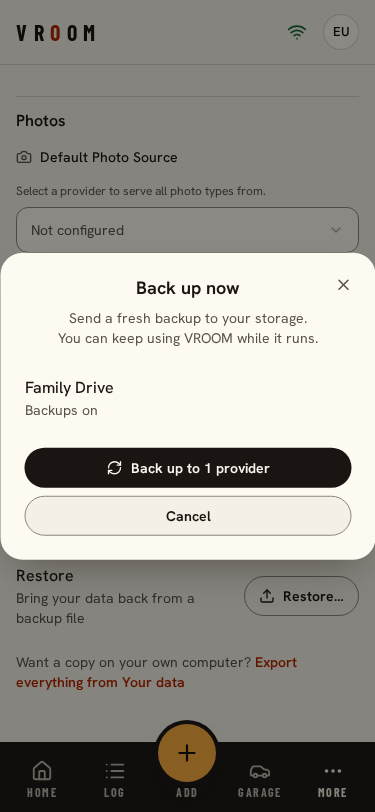 VROOM
EU
Photos
Default Photo Source
Select a provider to serve all photo types from.
Not configured
Back up now
Send a fresh backup to your storage.
You can keep using VROOM while it runs.
Family Drive
Backups on
Back up to 1 provider
Cancel
Restore
Bring your data back from a
backup file
Restore...
Want a copy on your own computer? Export
everything from Your data
HOME
LOG
ADD
GARAGE
MORE